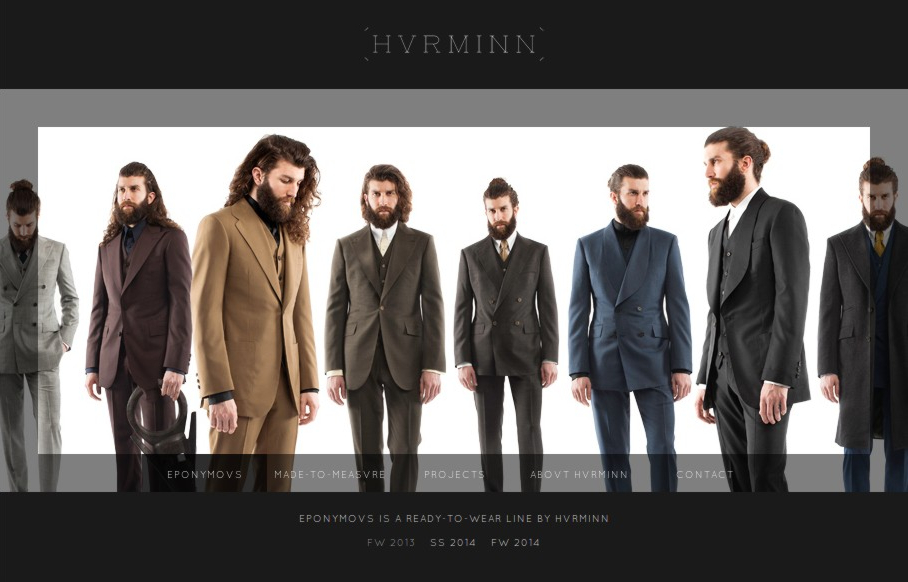 HVRMINN
EPONYMOVS MADE-TO-MEASVRE PROJECTS ABOVT HVRMINN CONTACT
EPONYMOVS IS A READY-TO-WEAR LINE BY HVRMINN
FW 2013 SS 2014 FW 2014